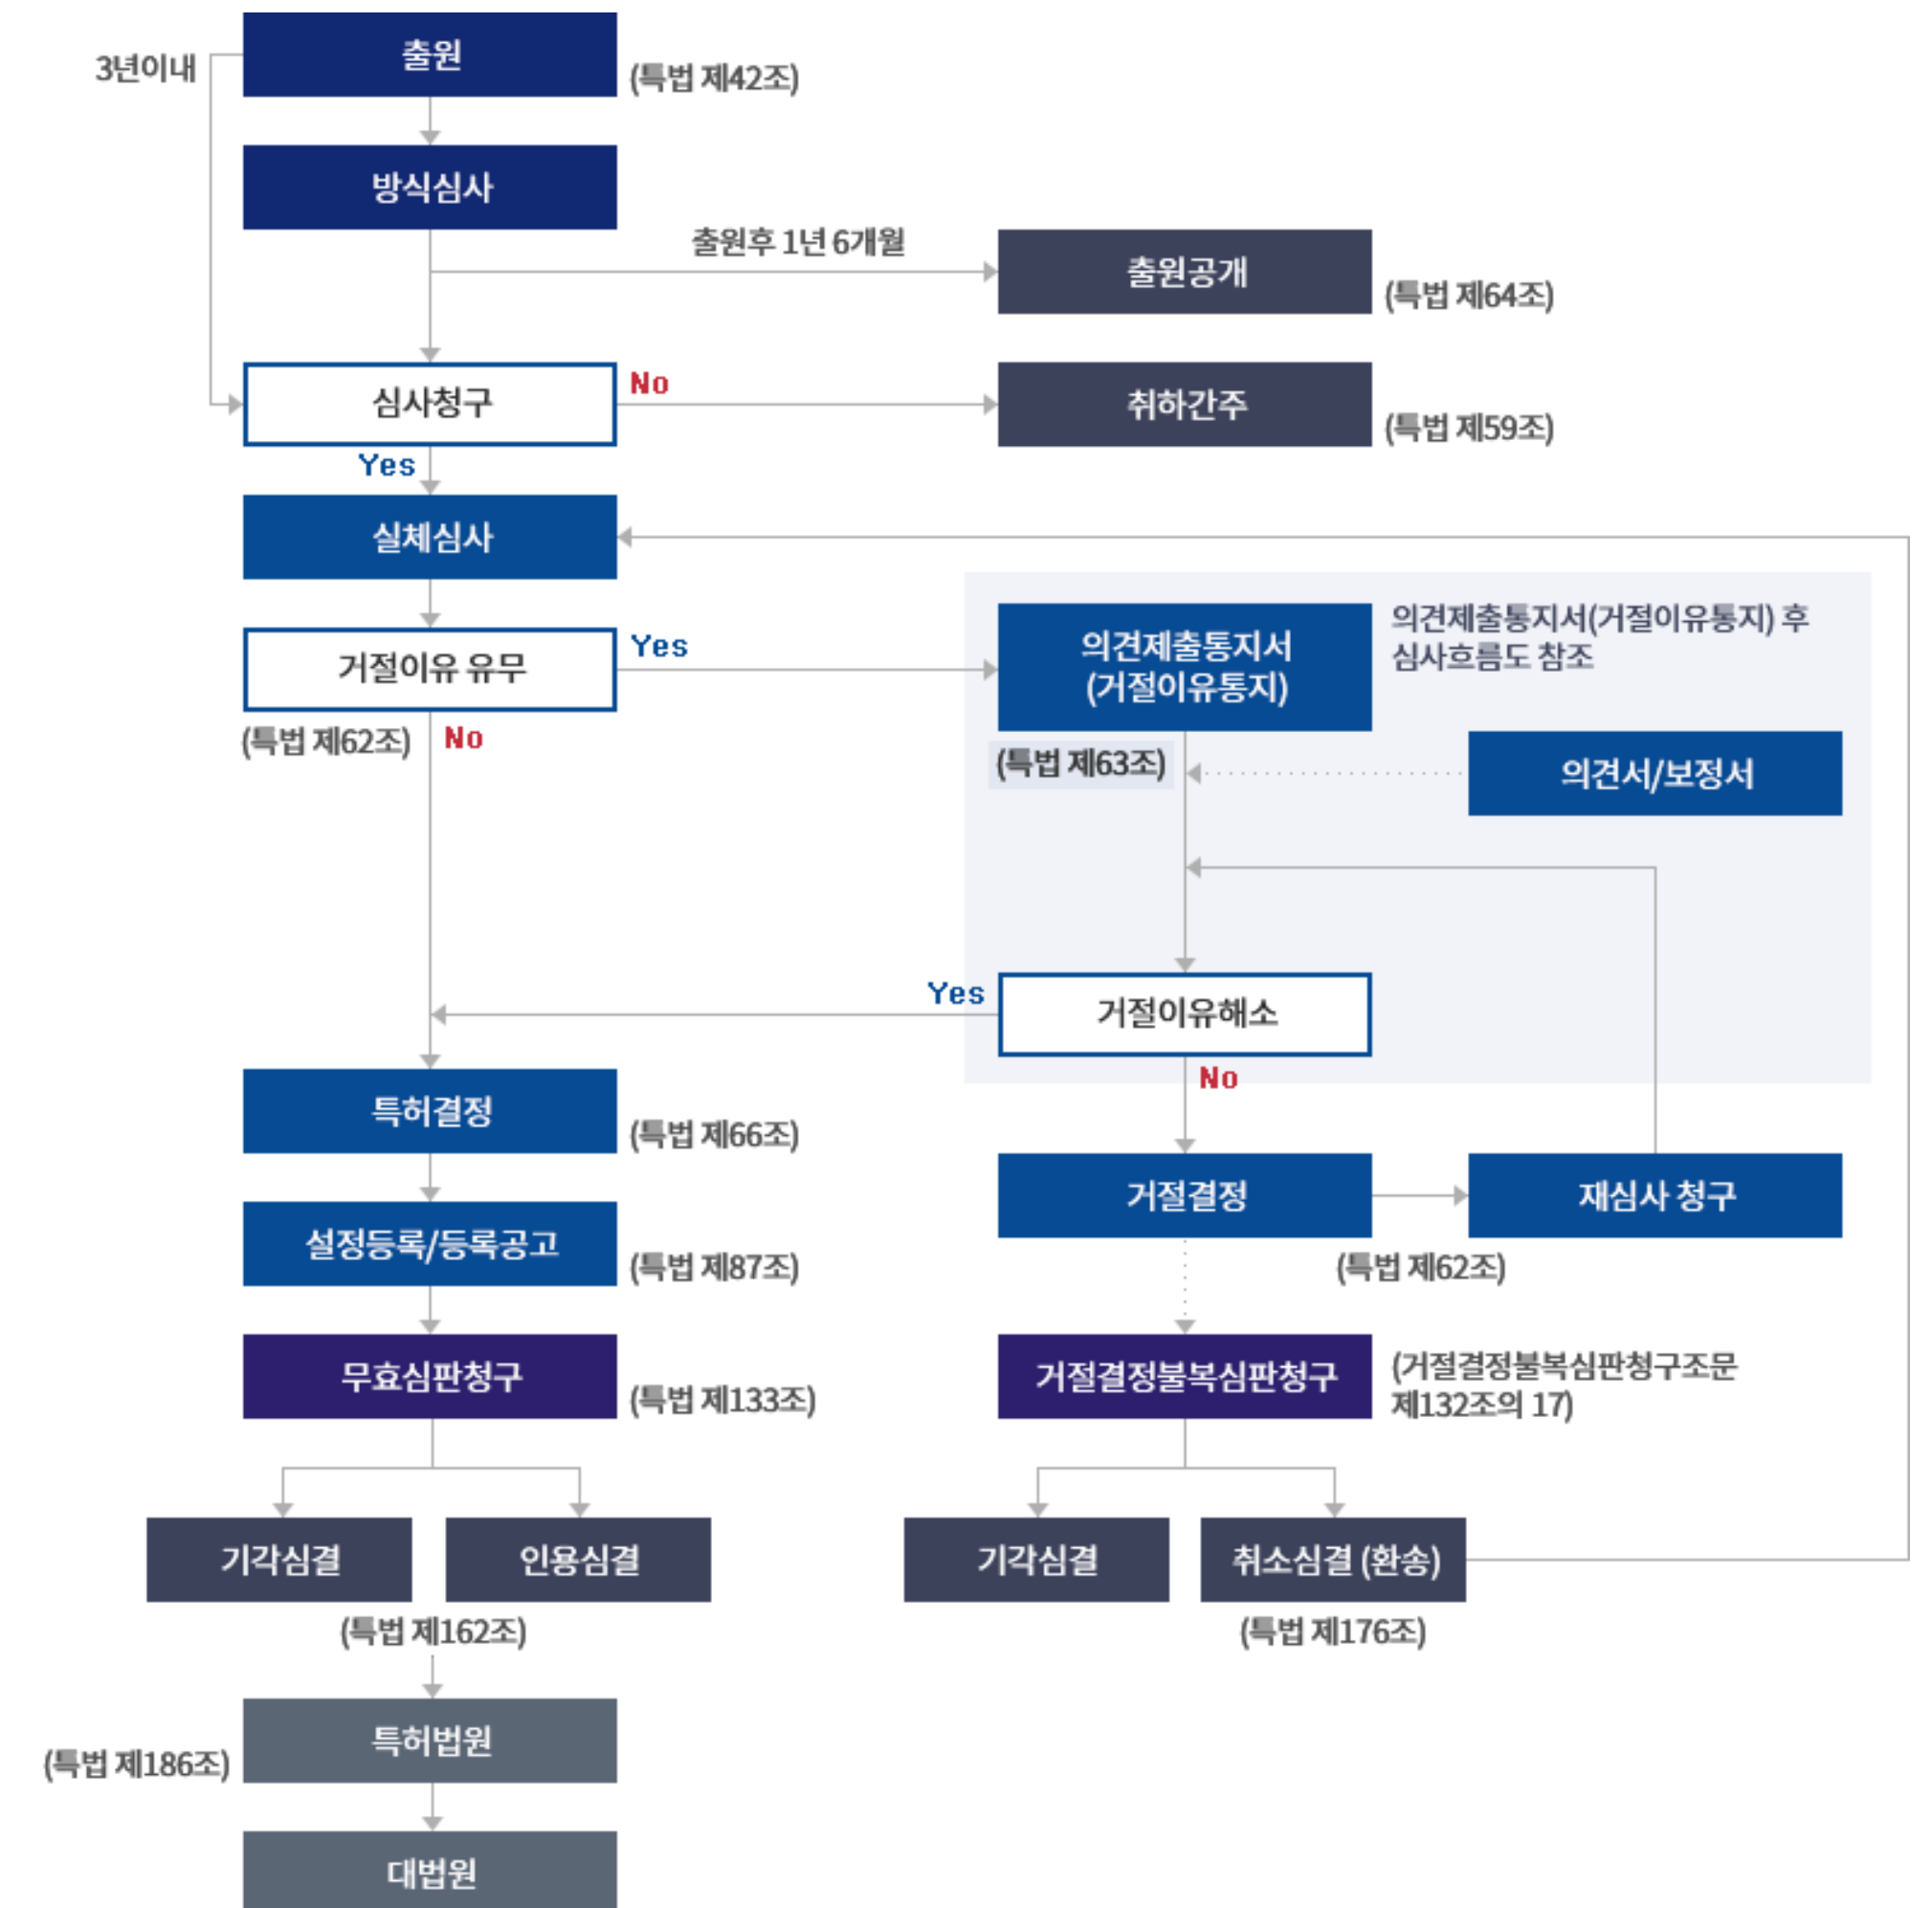 출원
3년이내
(특법 제42조)
방식심사
출원후 1년 6개월
출원공개
(특법 제64조)
심사청구
No
취하간주
(특법 제59조)
Yes
실체심사
거절이유 유무
Yes
의견제출통지서
(거절이유통지)
의견제출통지서(거절이유통지) 후
심사흐름도 참조
(특법 제62조)
No
(특법 제63조)
의견서/보정서
Yes
거절이유해소
No
특허결정
(특법 제66조)
거절결정
재심사 청구
(특법 제62조)
설정등록/등록공고
(특법 제87조)
무효심판청구
(특법 제133조)
거절결정불복심판청구
(거절결정불복심판청구조문
제132조의 17)
기각심결
인용심결
기각심결
취소심결 (환송)
(특법 제162조)
(특법 제176조)
특허법원
(특법 제186조)
대법원